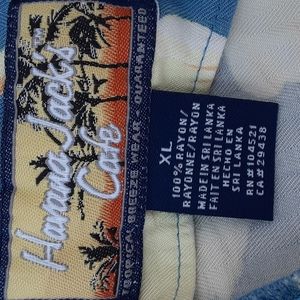 Havana Jack's
Cafe
™
TROPICAL BREEZE WEAR - GUARANTEED
XL
100% RAYON/
RAYONNE/RAYON
MADE IN SRI LANKA
FAIT EN SRI LANKA
HECHO EN
SRI LANKA
RN# 104521
CA# 29438